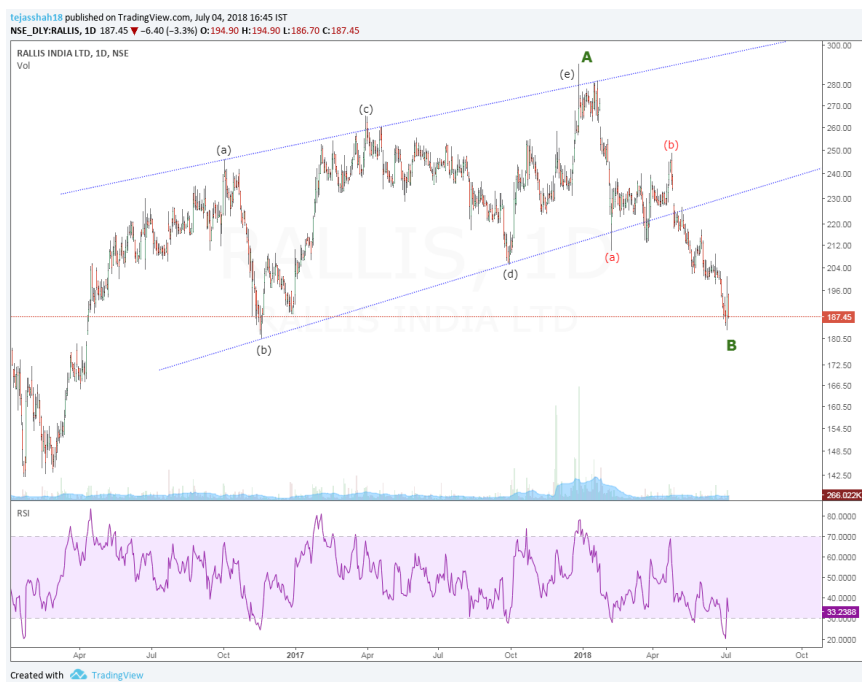 tejasshah18 published on TradingView.com, July 04, 2018 16:45 IST
NSE_DLY:RALLIS, 1D 187.45 ▼ −6.40 (−3.3%) O:194.90 H:194.90 L:186.70 C:187.45
RALLIS INDIA LTD, 1D, NSE
Vol
300.00
A
(e)
280.00
270.00
(c)
260.00
(a)
(b)
250.00
240.00
230.00
220.00
RALLIS, 1D
212.00
(a)
204.00
(d)
196.00
RALLIS INDIA LTD
187.45
B
(b)
180.50
172.50
166.50
160.50
154.50
148.50
142.50
266.022K
RSI
80.0000
70.0000
60.0000
50.0000
40.0000
33.2388
30.0000
20.0000
Apr Jul Oct 2017 Apr Jul Oct 2018 Apr Jul Oct
Created with TradingView